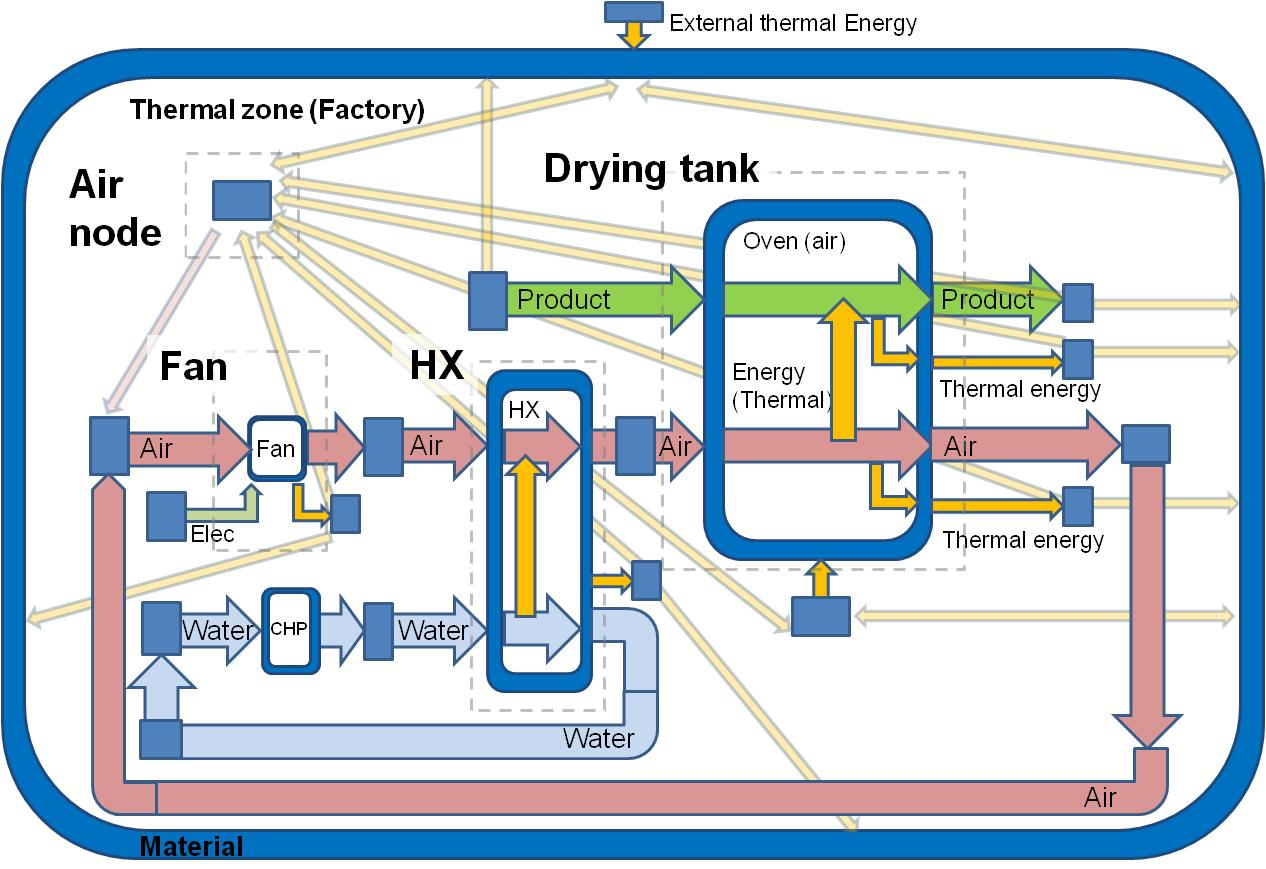 External thermal Energy
Thermal zone (Factory)
Drying tank
Air
node
Oven (air)
Product
Product
Fan
HX
Energy
(Thermal)
Thermal energy
HX
Air
Fan
Air
Air
Air
Elec
Thermal energy
Water
CHP
Water
Water
Air
Material